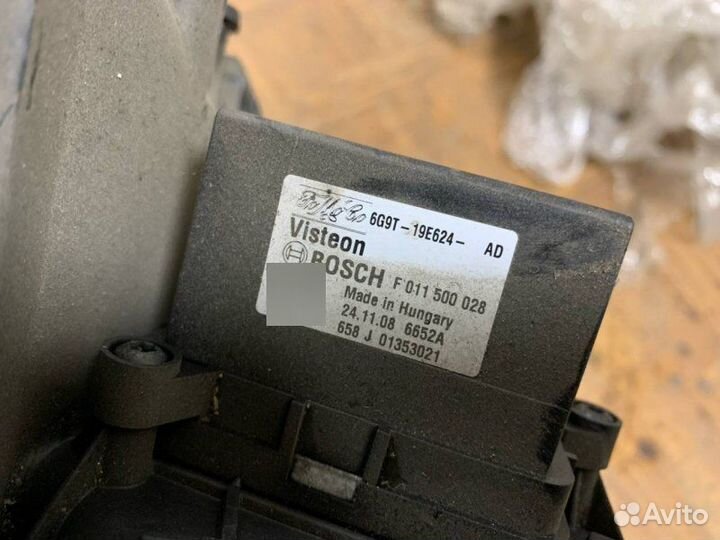 6G9T-19E624- AD
Visteon
BOSCH F 011 500 028
Made in Hungary
24.11.08 6652A
658 J 01353021
Avito